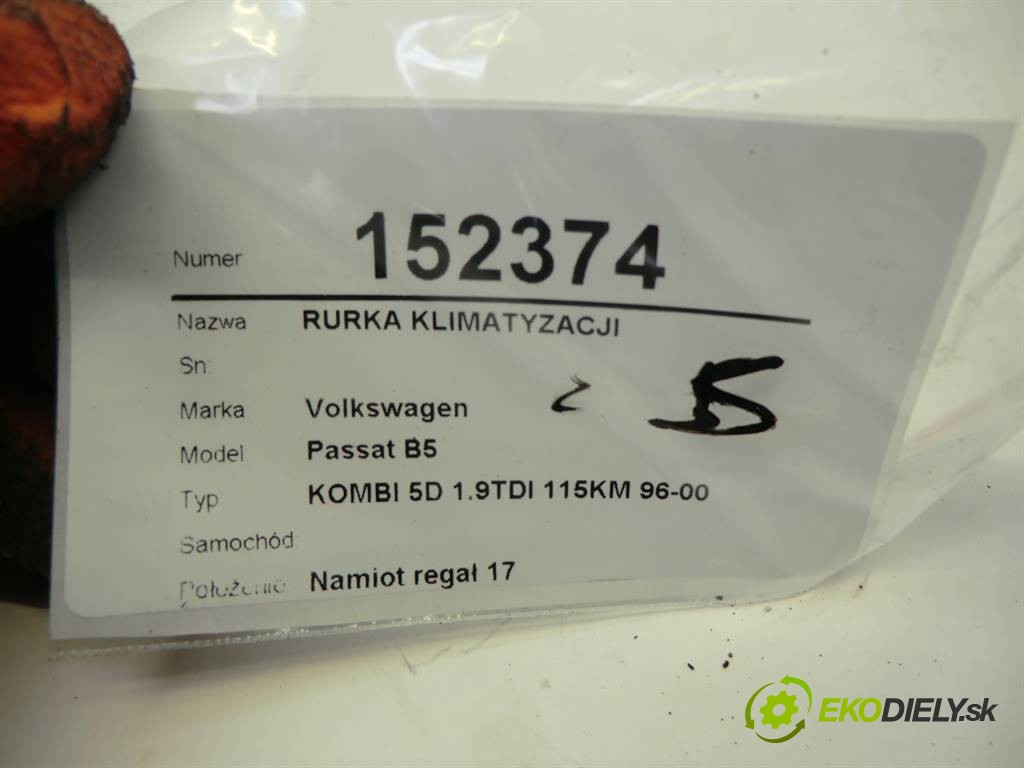 Numer 152374
Nazwa RURKA KLIMATYZACJI
Sn:
Marka Volkswagen
Model Passat B5
Typ KOMBI 5D 1.9TDI 115KM 96-00
Samochód:
Położenie Namiot regał 17
EKODIELY.sk